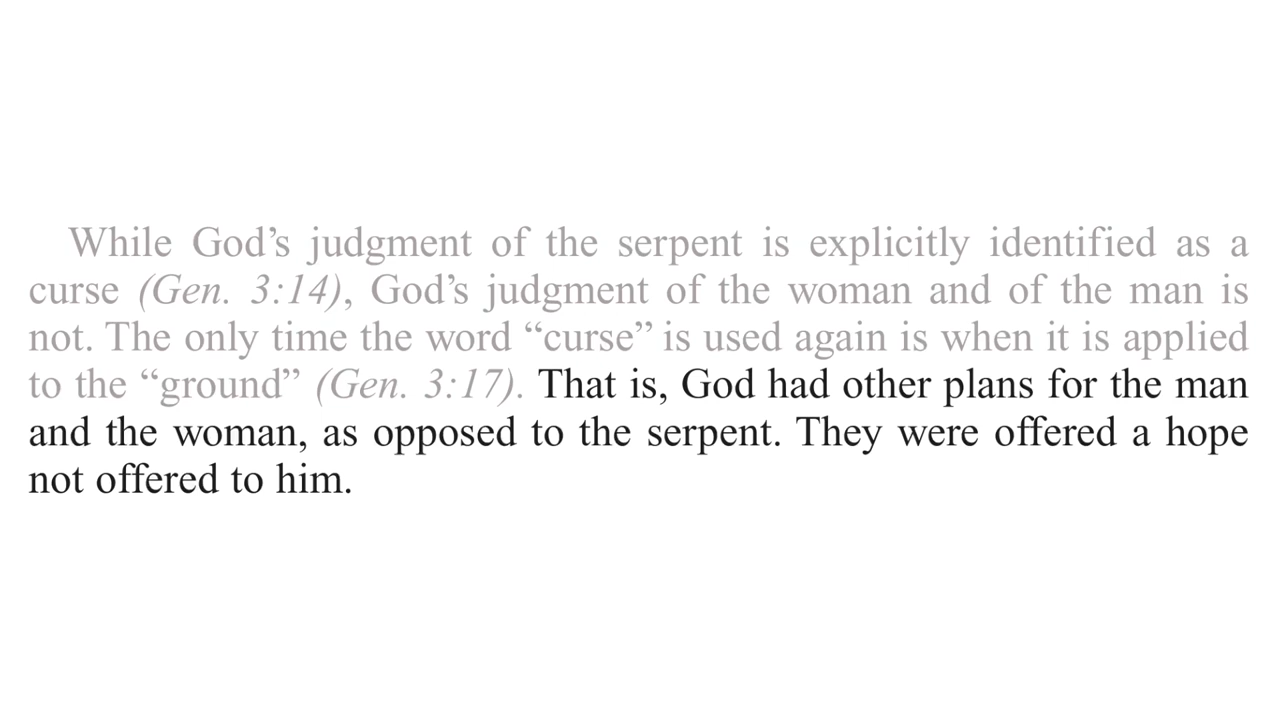 While God’s judgment of the serpent is explicitly identified as a
curse (Gen. 3:14), God’s judgment of the woman and of the man is
not. The only time the word “curse” is used again is when it is applied
to the “ground” (Gen. 3:17). That is, God had other plans for the man
and the woman, as opposed to the serpent. They were offered a hope
not offered to him.